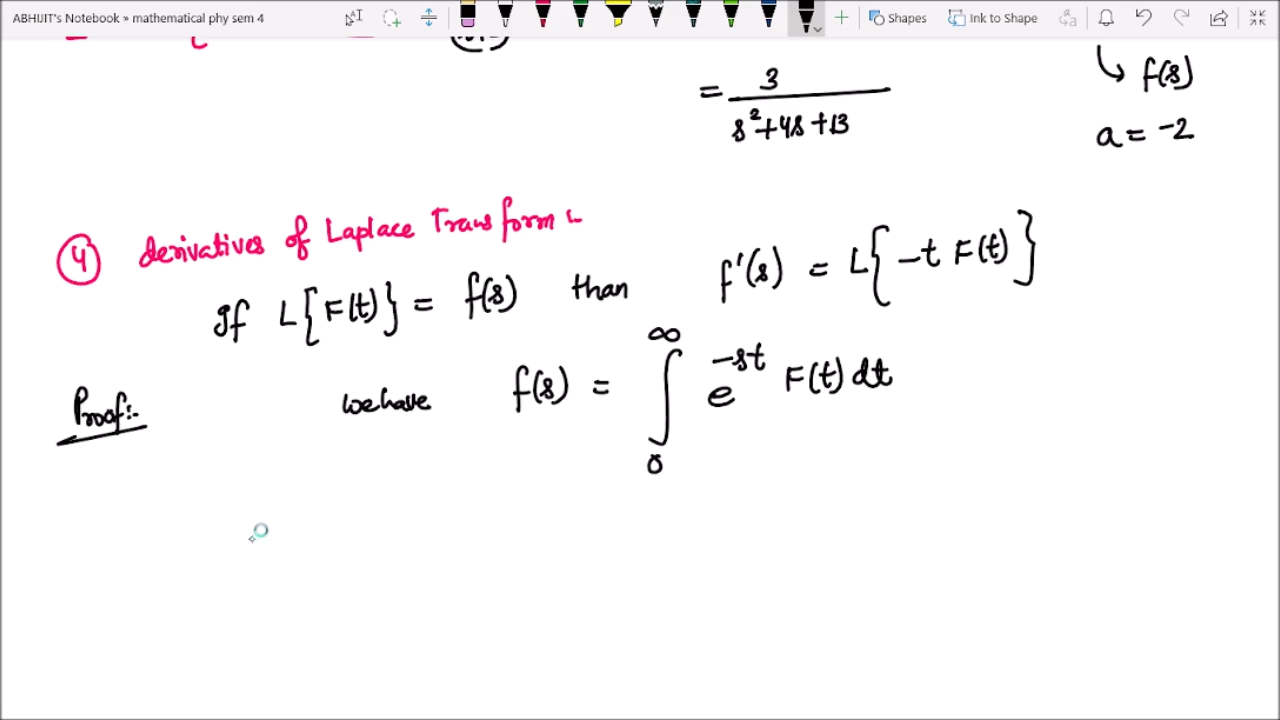 ABHIJIT's Notebook » mathematical phy sem 4
Shapes
Ink to Shape
= 3 / s²+4s+13
↳ f(s)
a = -2
④ derivatives of Laplace Transform
If L{F(t)} = f(s) than f'(s) = L{-t F(t)}
Proof:- we have f(s) = ∫₀^∞ e^-st F(t) dt